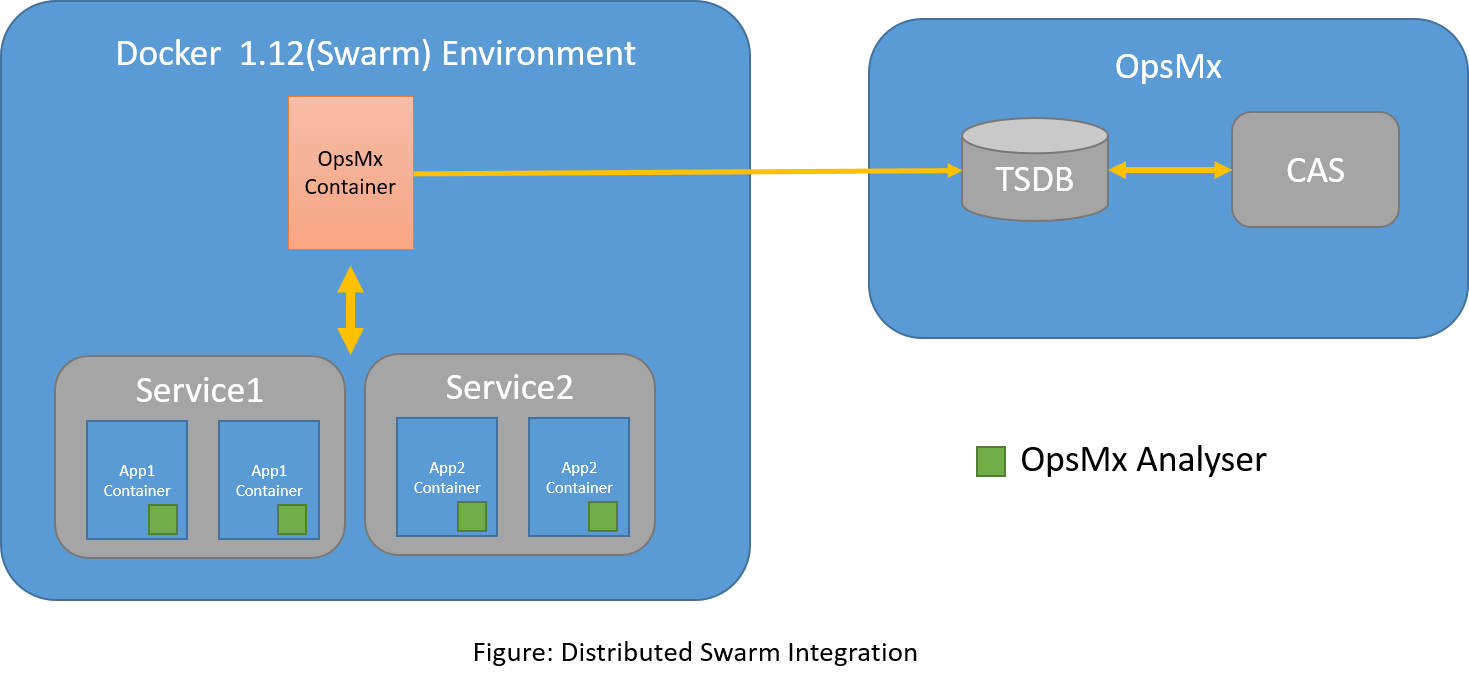 Docker  1.12(Swarm) Environment
OpsMx
Container
OpsMx
TSDB
CAS
Service1
App1
Container
App1
Container
Service2
App2
Container
App2
Container
OpsMx Analyser
Figure: Distributed Swarm Integration